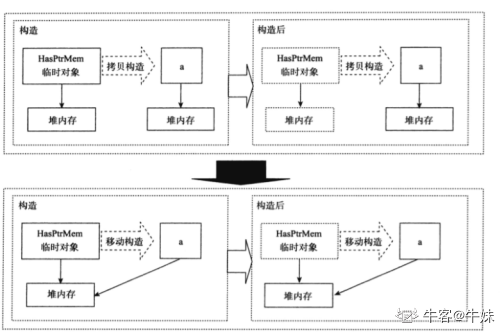 构造
HasPtrMem
临时对象
拷贝构造
a
堆内存
堆内存
构造后
HasPtrMem
临时对象
拷贝构造
a
堆内存
堆内存
构造
HasPtrMem
临时对象
移动构造
a
堆内存
构造后
HasPtrMem
临时对象
移动构造
a
堆内存
牛客@牛妹